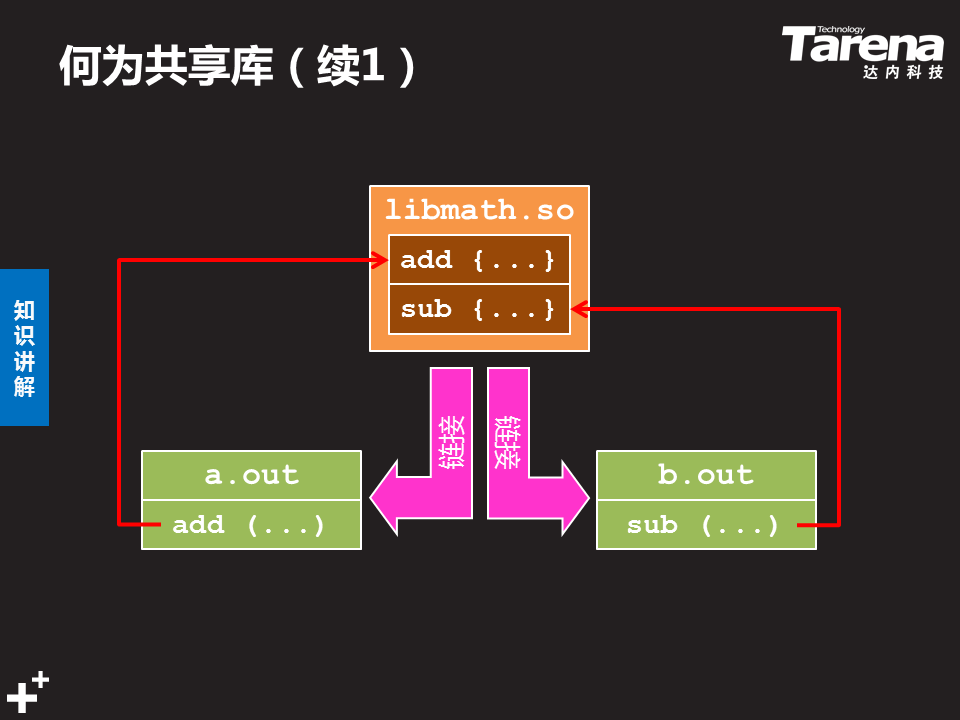 何为共享库（续1）
Technology
Tarena
达内科技
libmath.so
add {...}
sub {...}
知识讲解
链接
链接
a.out
add (...)
b.out
sub (...)